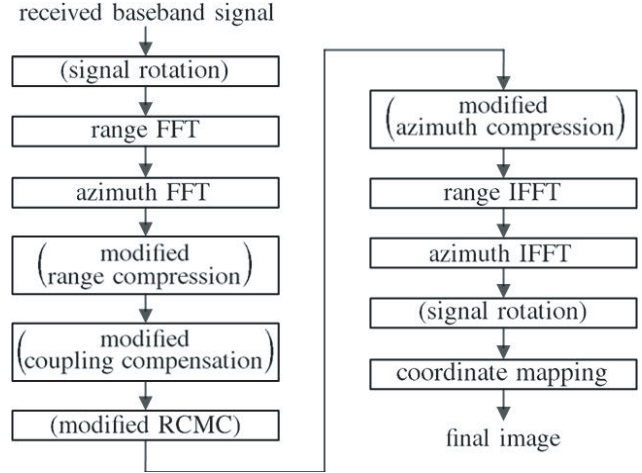 received baseband signal
(signal rotation)
range FFT
azimuth FFT
(modified
range compression)
(modified
coupling compensation)
(modified RCMC)
(modified
azimuth compression)
range IFFT
azimuth IFFT
(signal rotation)
coordinate mapping
final image